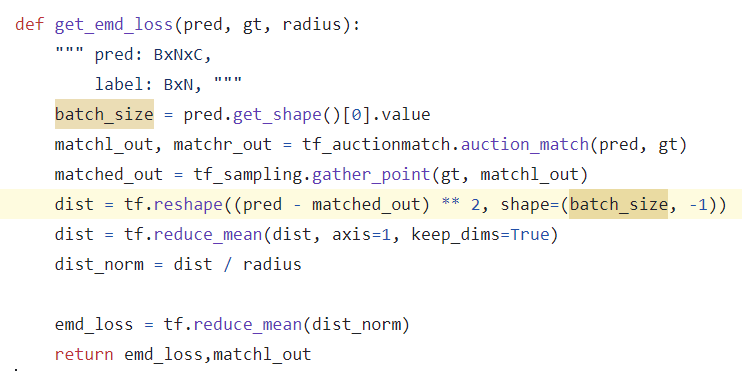 def get_emd_loss(pred, gt, radius):
    """ pred: BxNxC,
        label: BxN, """
    batch_size = pred.get_shape()[0].value
    matchl_out, matchr_out = tf_auctionmatch.auction_match(pred, gt)
    matched_out = tf_sampling.gather_point(gt, matchl_out)
    dist = tf.reshape((pred - matched_out) ** 2, shape=(batch_size, -1))
    dist = tf.reduce_mean(dist, axis=1, keep_dims=True)
    dist_norm = dist / radius

    emd_loss = tf.reduce_mean(dist_norm)
    return emd_loss,matchl_out